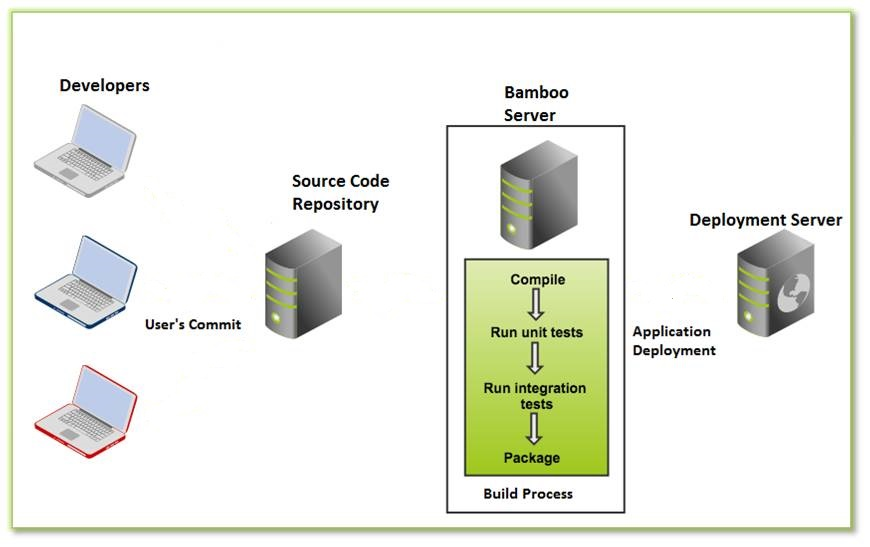 Developers
Bamboo
Server
Source Code
Repository
Deployment Server
User's Commit
Compile
Run unit tests
Run integration
tests
Package
Build Process
Application
Deployment